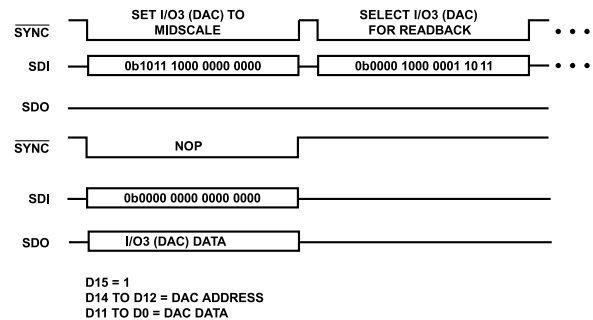 SET I/O3 (DAC) TO
MIDSCALE
SELECT I/O3 (DAC)
FOR READBACK
SYNC
SDI
0b1011 1000 0000 0000
0b0000 1000 0001 1011
SDO
SYNC
NOP
SDI
0b0000 0000 0000 0000
SDO
I/O3 (DAC) DATA
D15 = 1
D14 TO D12 = DAC ADDRESS
D11 TO D0 = DAC DATA